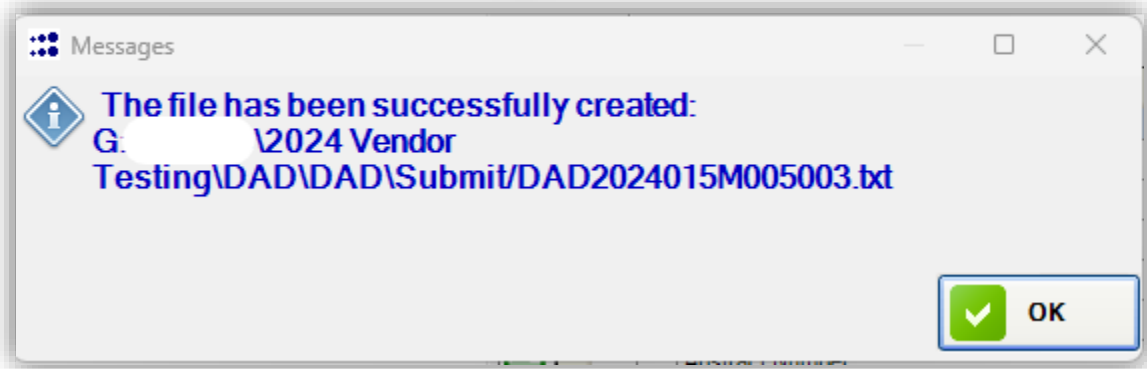 Messages
The file has been successfully created:
G:\2024 Vendor
Testing\DAD\DAD\Submit/DAD2024015M005003.txt
OK